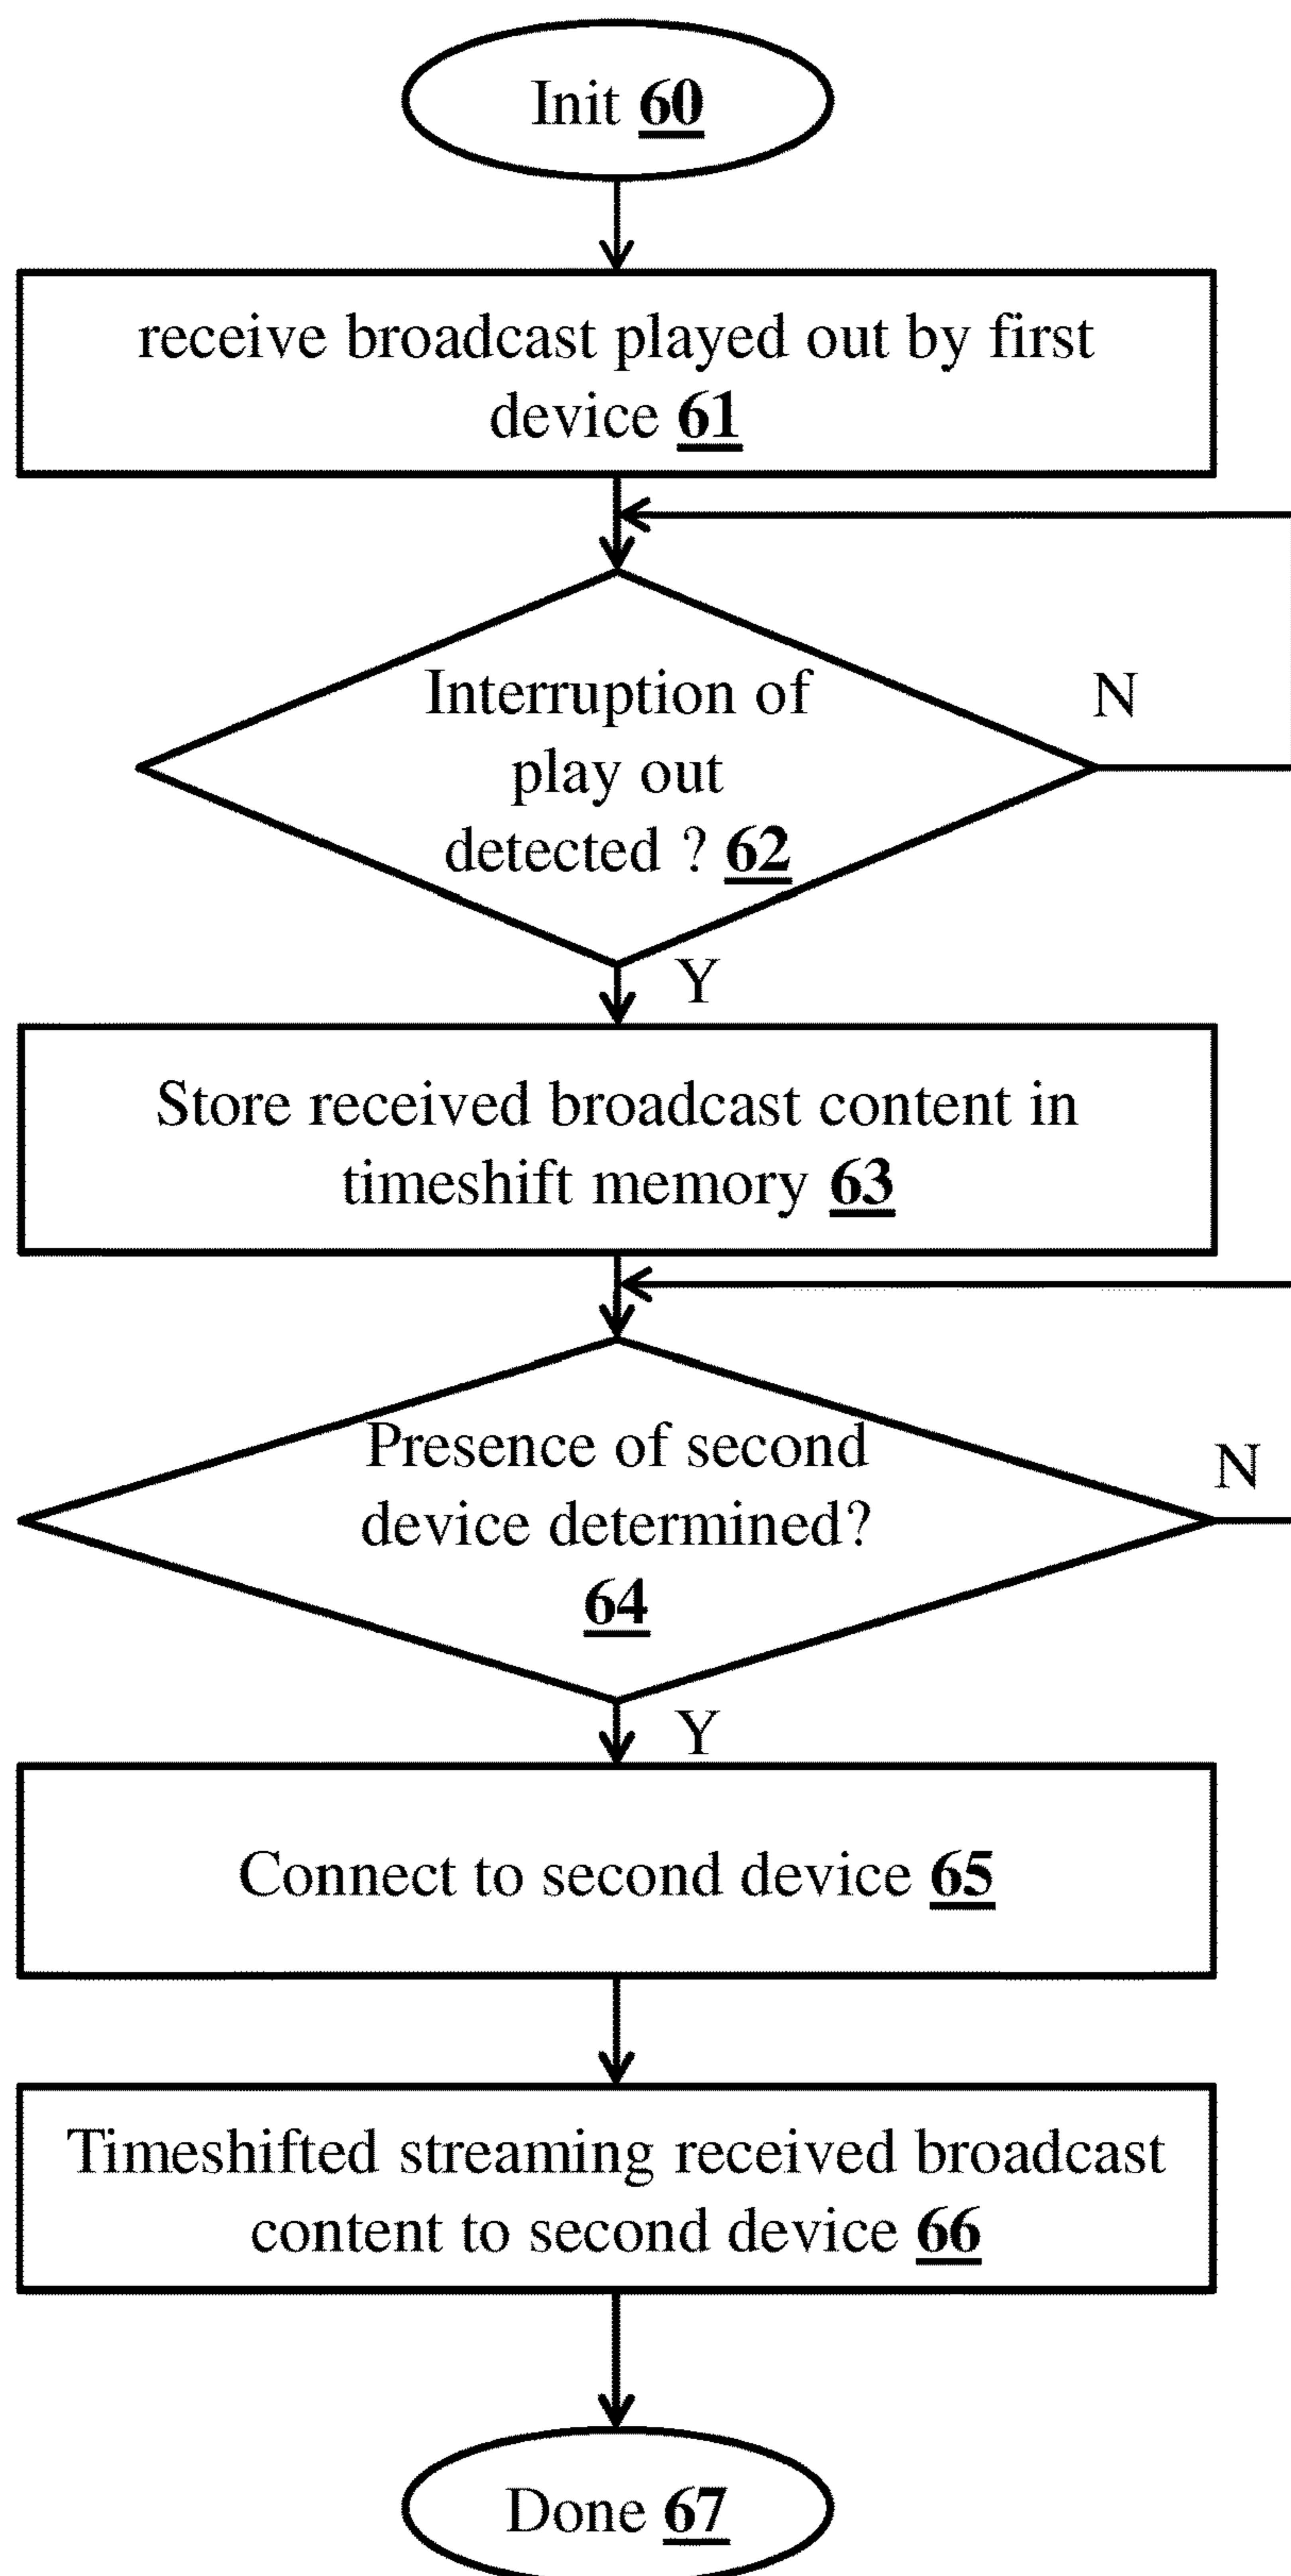 Init 60
receive broadcast played out by first
device 61
Interruption of
play out
detected ? 62
N
Y
Store received broadcast content in
timeshift memory 63
Presence of second
device determined?
64
N
Y
Connect to second device 65
Timeshifted streaming received broadcast
content to second device 66
Done 67